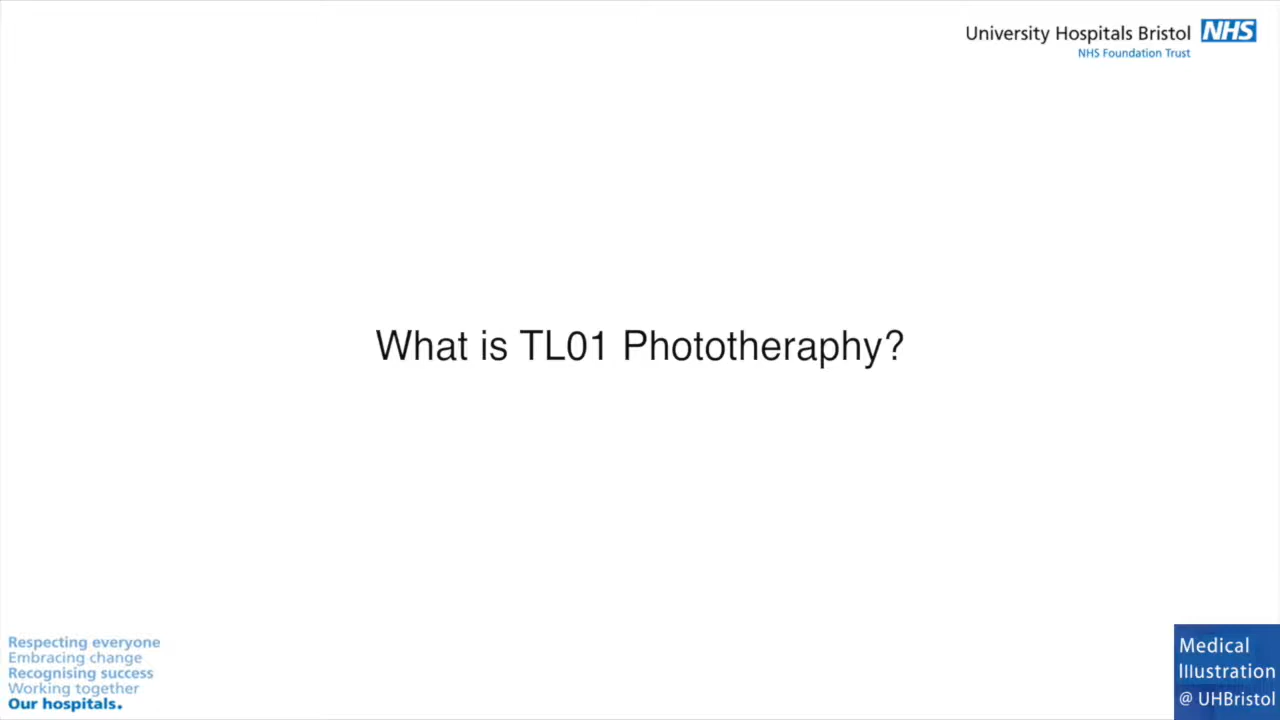 University Hospitals Bristol NHS
NHS Foundation Trust
What is TL01 Phototheraphy?
Respecting everyone
Embracing change
Recognising success
Working together
Our hospitals.
Medical
Illustration
@ UHBristol